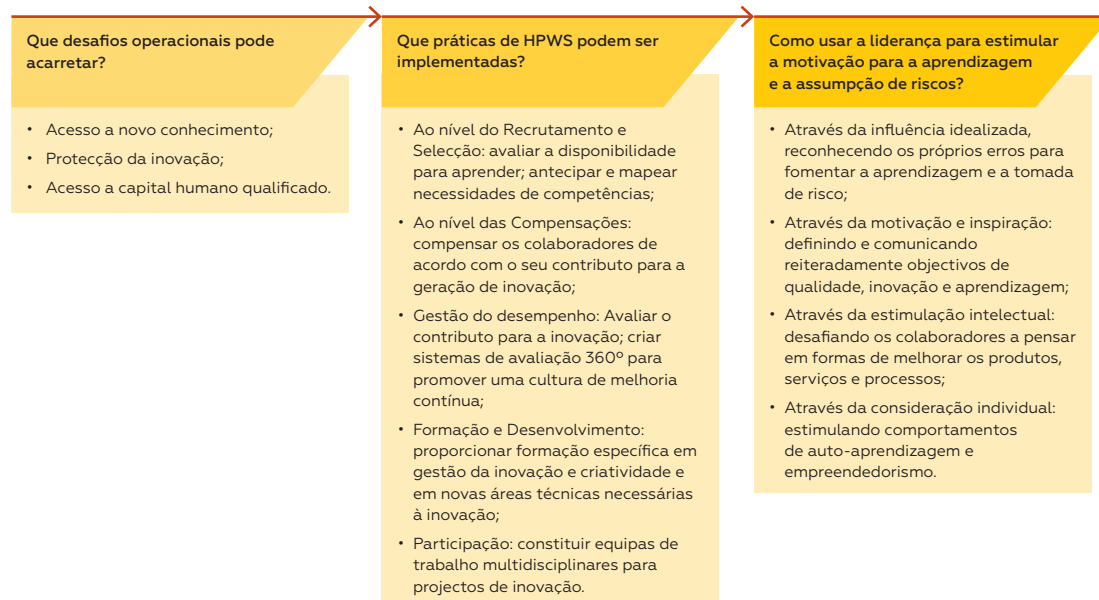 Que desafios operacionais pode
acarretar?
• Acesso a novo conhecimento;
• Protecção da inovação;
• Acesso a capital humano qualificado.
Que práticas de HPWS podem ser
implementadas?
• Ao nível do Recrutamento e
Selecção: avaliar a disponibilidade
para aprender; antecipar e mapear
necessidades de competências;
• Ao nível das Compensações:
compensar os colaboradores de
acordo com o seu contributo para a
geração de inovação;
• Gestão do desempenho: Avaliar o
contributo para a inovação; criar
sistemas de avaliação 360º para
promover uma cultura de melhoria
contínua;
• Formação e Desenvolvimento:
proporcionar formação específica em
gestão da inovação e criatividade e
em novas áreas técnicas necessárias
à inovação;
• Participação: constituir equipas de
trabalho multidisciplinares para
projectos de inovação.
Como usar a liderança para estimular
a motivação para a aprendizagem
e a assumpção de riscos?
• Através da influência idealizada,
reconhecendo os próprios erros para
fomentar a aprendizagem e a tomada
de risco;
• Através da motivação e inspiração:
definindo e comunicando
reiteradamente objectivos de
qualidade, inovação e aprendizagem;
• Através da estimulação intelectual:
desafiando os colaboradores a pensar
em formas de melhorar os produtos,
serviços e processos;
• Através da consideração individual:
estimulando comportamentos
de auto-aprendizagem e
empreendedorismo.